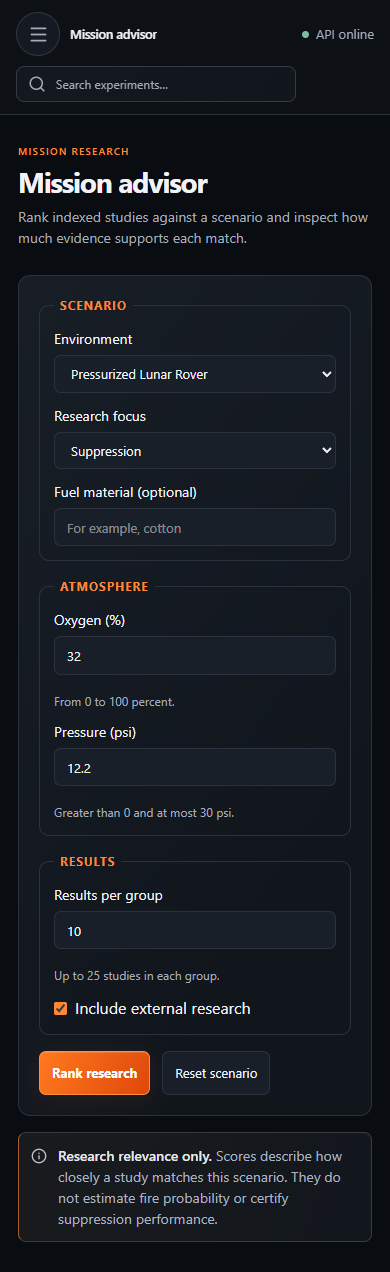 Mission advisor
API online
Search experiments...
MISSION RESEARCH
Mission advisor
Rank indexed studies against a scenario and inspect how
much evidence supports each match.
SCENARIO
Environment
Pressurized Lunar Rover
Research focus
Suppression
Fuel material (optional)
For example, cotton
ATMOSPHERE
Oxygen (%)
32
From 0 to 100 percent.
Pressure (psi)
12.2
Greater than 0 and at most 30 psi.
RESULTS
Results per group
10
Up to 25 studies in each group.
Include external research
Rank research
Reset scenario
Research relevance only. Scores describe how
closely a study matches this scenario. They do
not estimate fire probability or certify
suppression performance.